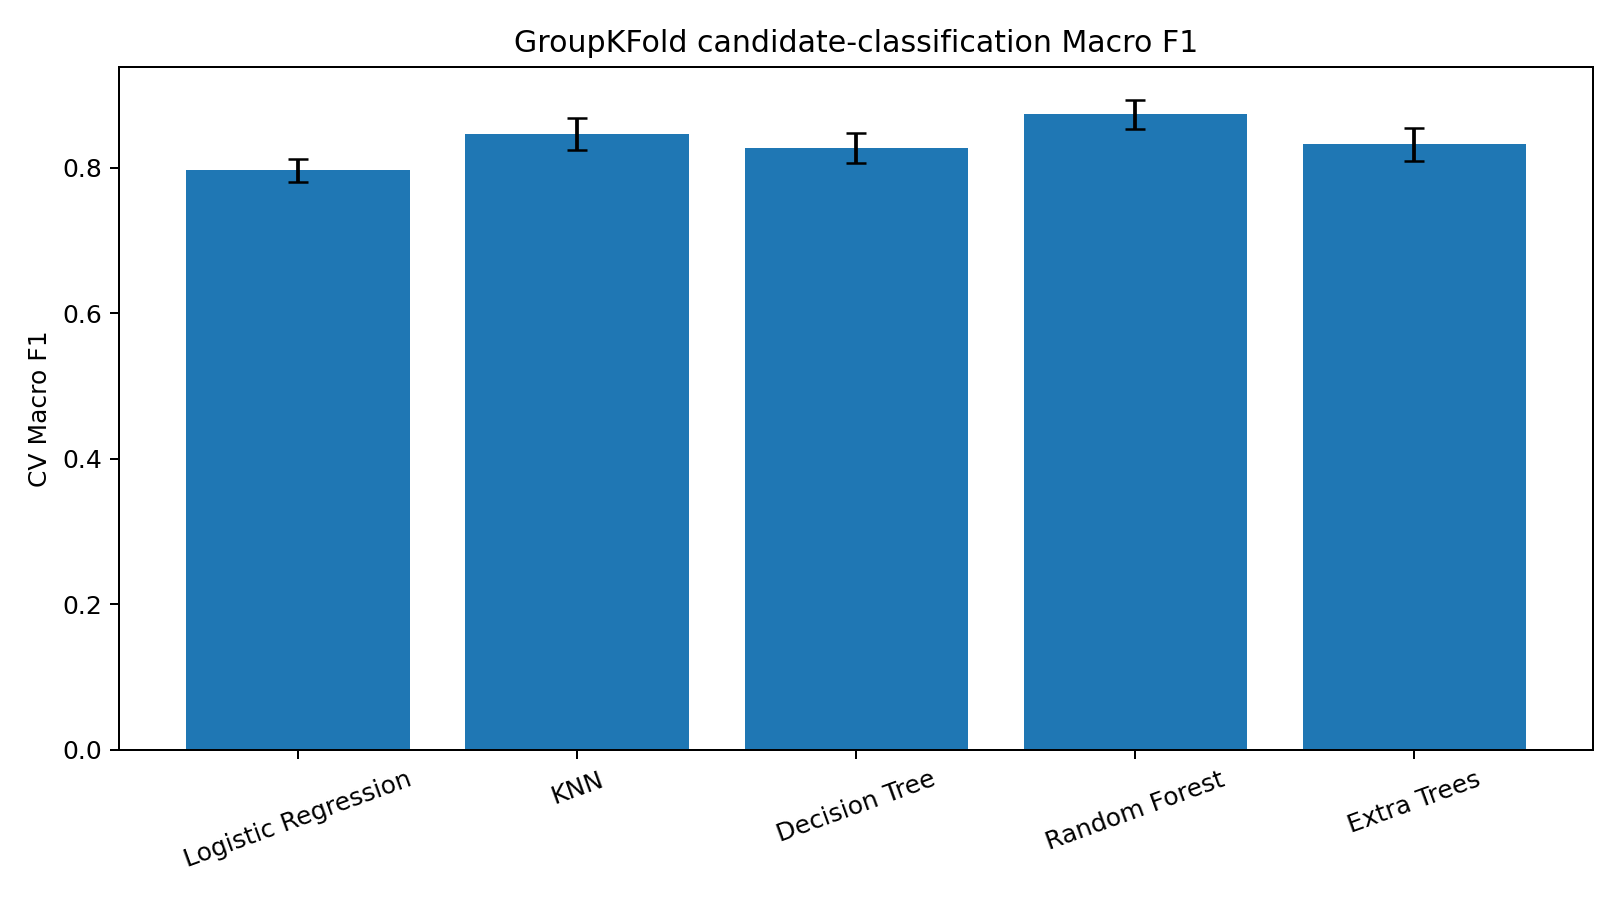 GroupKFold candidate-classification Macro F1
CV Macro F1
0.8
0.6
0.4
0.2
0.0
Logistic Regression
KNN
Decision Tree
Random Forest
Extra Trees